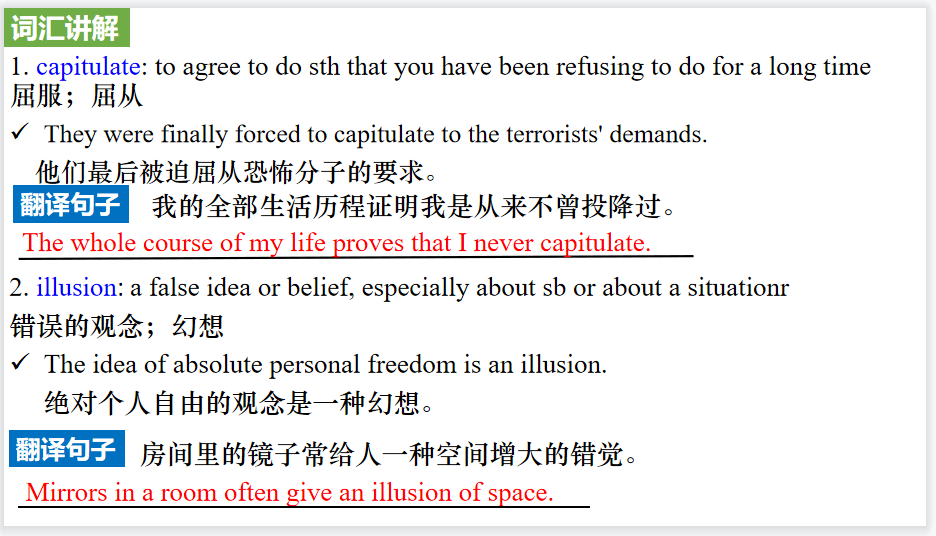 词汇讲解
1. capitulate: to agree to do sth that you have been refusing to do for a long time
屈服；屈从
✓ They were finally forced to capitulate to the terrorists' demands.
他们最后被迫屈从恐怖分子的要求。
翻译句子 我的全部生活历程证明我是从来不曾投降过。
The whole course of my life proves that I never capitulate.
2. illusion: a false idea or belief, especially about sb or about a situationr
错误的观念；幻想
✓ The idea of absolute personal freedom is an illusion.
绝对个人自由的观念是一种幻想。
翻译句子 房间里的镜子常给人一种空间增大的错觉。
Mirrors in a room often give an illusion of space.